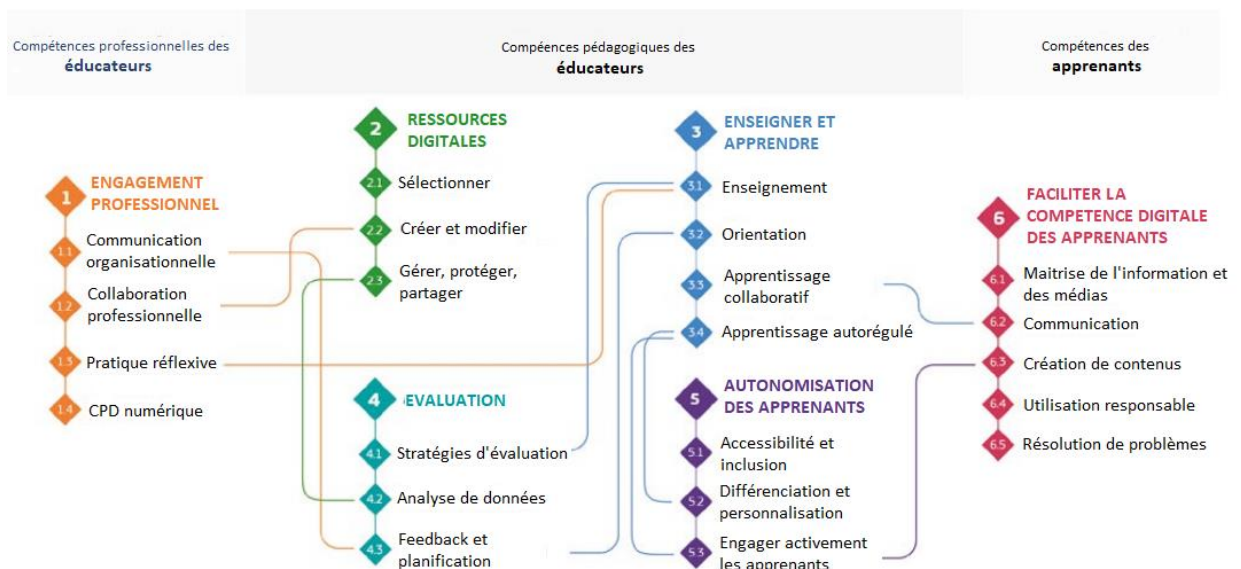 Compétences professionnelles des
éducateurs
Compéences pédagogiques des
éducateurs
Compétences des
apprenants
1
ENGAGEMENT
PROFESSIONNEL
1.1
Communication
organisationnelle
1.2
Collaboration
professionnelle
1.3
Pratique réflexive
1.4
CPD numérique
2
RESSOURCES
DIGITALES
2.1
Sélectionner
2.2
Créer et modifier
2.3
Gérer, protéger,
partager
4
EVALUATION
4.1
Stratégies d'évaluation
4.2
Analyse de données
4.3
Feedback et
planification
3
ENSEIGNER ET
APPRENDRE
3.1
Enseignement
3.2
Orientation
3.3
Apprentissage
collaboratif
3.4
Apprentissage autorégulé
5
AUTONOMISATION
DES APPRENANTS
5.1
Accessibilité et
inclusion
5.2
Différenciation et
personnalisation
5.3
Engager activement
les apprenants
6
FACILITER LA
COMPETENCE DIGITALE
DES APPRENANTS
6.1
Maitrise de l'information et
des médias
6.2
Communication
6.3
Création de contenus
6.4
Utilisation responsable
6.5
Résolution de problèmes